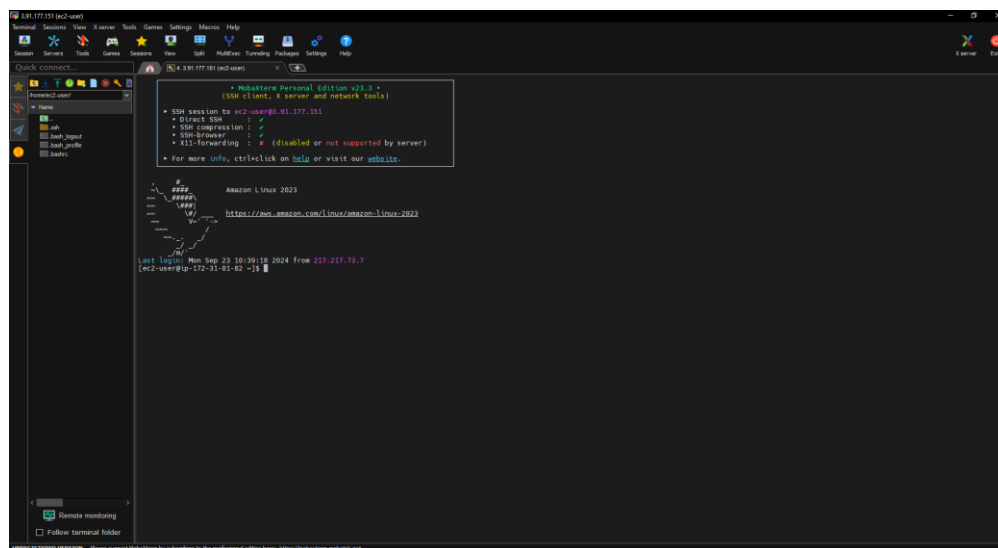 3.91.177.151 (ec2-user)
Terminal Sessions View X server Tools Games Settings Macros Help
Session Servers Tools Games Sessions View Split MultiExec Tunneling Packages Settings Help
X server
Quick connect...
4. 3.91.177.151 (ec2-user)
/home/ec2-user/
Name
..
.ssh
.bash_logout
.bash_profile
.bashrc
• MobaXterm Personal Edition v23.3 •
(SSH client, X server and network tools)
▸ SSH session to ec2-user@3.91.177.151
• Direct SSH : ✓
• SSH compression : ✓
• SSH-browser : ✓
• X11-forwarding : ✗ (disabled or not supported by server)
▸ For more info, ctrl+click on help or visit our website.
Amazon Linux 2023
https://aws.amazon.com/linux/amazon-linux-2023
Last login: Mon Sep 23 10:39:18 2024 from 217.217.73.7
[ec2-user@ip-172-31-81-82 ~]$
Remote monitoring
Follow terminal folder